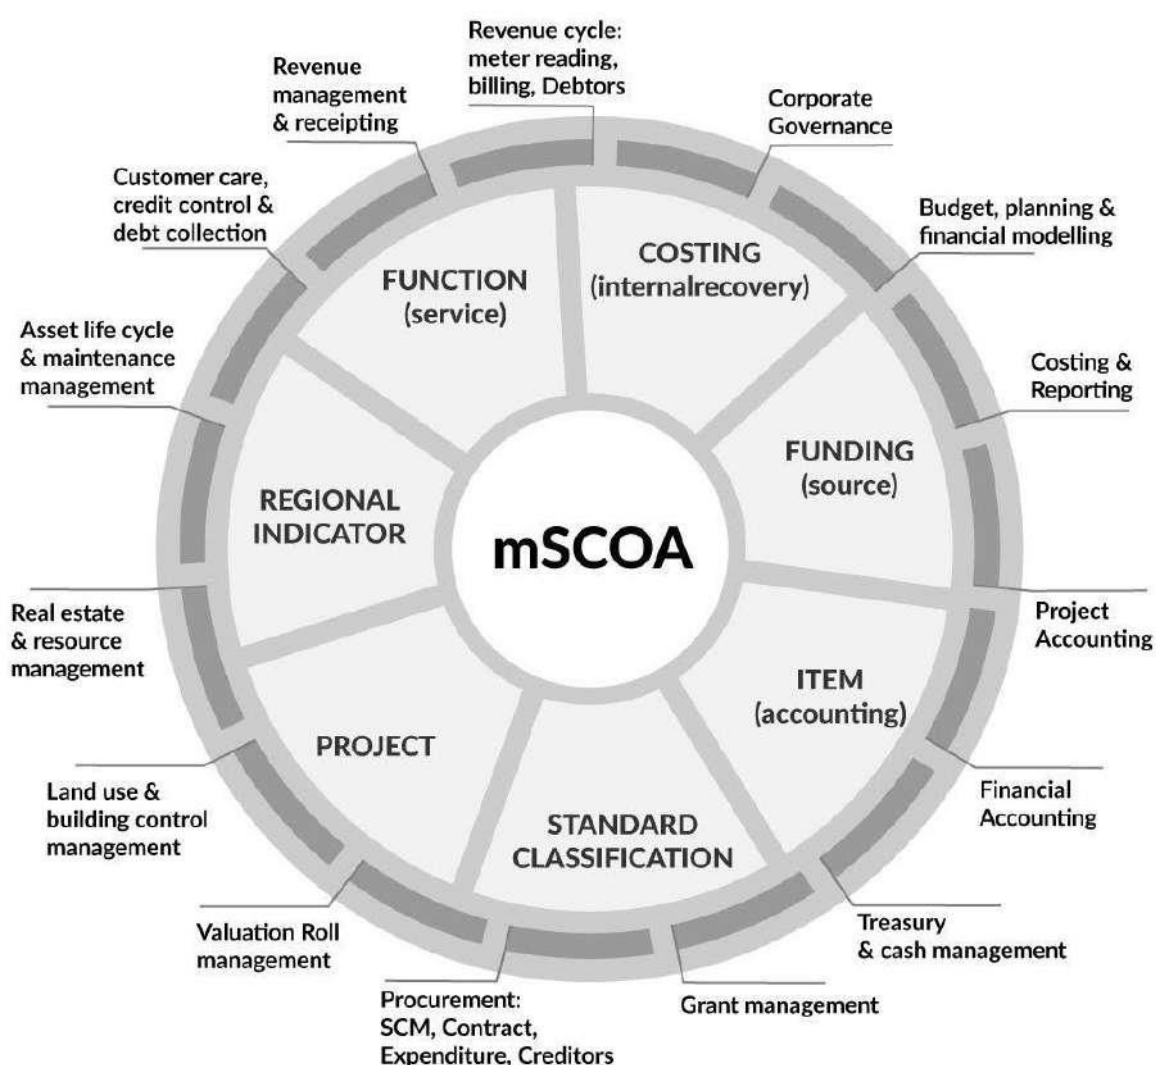 Revenue cycle:
meter reading,
billing, Debtors
Revenue
management
& receipting
Corporate
Governance
Customer care,
credit control &
debt collection
Budget, planning &
financial modelling
COSTING
(internalrecovery)
FUNCTION
(service)
Asset life cycle
& maintenance
management
Costing &
Reporting
FUNDING
(source)
REGIONAL
INDICATOR
mSCOA
Real estate
& resource
management
Project
Accounting
ITEM
(accounting)
PROJECT
Land use &
building control
management
Financial
Accounting
STANDARD
CLASSIFICATION
Valuation Roll
management
Treasury
& cash management
Procurement:
SCM, Contract,
Expenditure, Creditors
Grant management